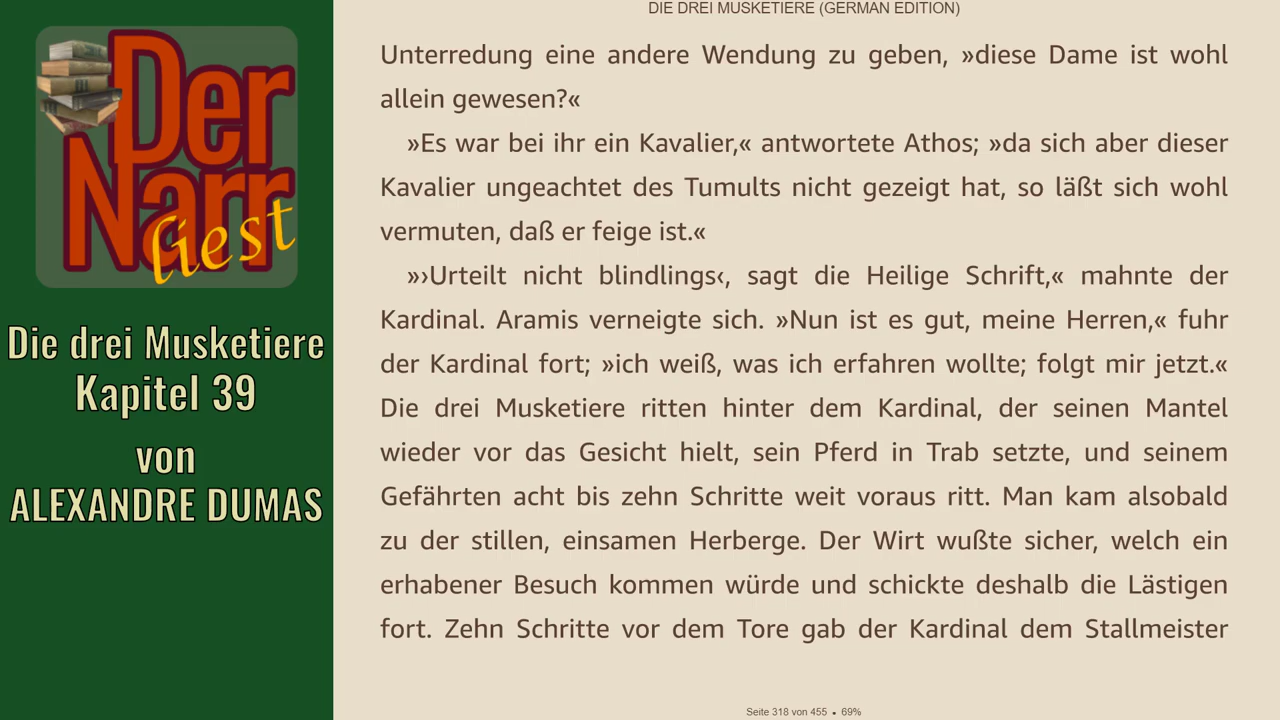 Der
Narr
liest
Die drei Musketiere
Kapitel 39
von
ALEXANDRE DUMAS
DIE DREI MUSKETIERE (GERMAN EDITION)
Unterredung eine andere Wendung zu geben, »diese Dame ist wohl
allein gewesen?«
»Es war bei ihr ein Kavalier,« antwortete Athos; »da sich aber dieser
Kavalier ungeachtet des Tumults nicht gezeigt hat, so läßt sich wohl
vermuten, daß er feige ist.«
»›Urteilt nicht blindlings‹, sagt die Heilige Schrift,« mahnte der
Kardinal. Aramis verneigte sich. »Nun ist es gut, meine Herren,« fuhr
der Kardinal fort; »ich weiß, was ich erfahren wollte; folgt mir jetzt.«
Die drei Musketiere ritten hinter dem Kardinal, der seinen Mantel
wieder vor das Gesicht hielt, sein Pferd in Trab setzte, und seinem
Gefährten acht bis zehn Schritte weit voraus ritt. Man kam alsobald
zu der stillen, einsamen Herberge. Der Wirt wußte sicher, welch ein
erhabener Besuch kommen würde und schickte deshalb die Lästigen
fort. Zehn Schritte vor dem Tore gab der Kardinal dem Stallmeister
Seite 318 von 455 • 69%